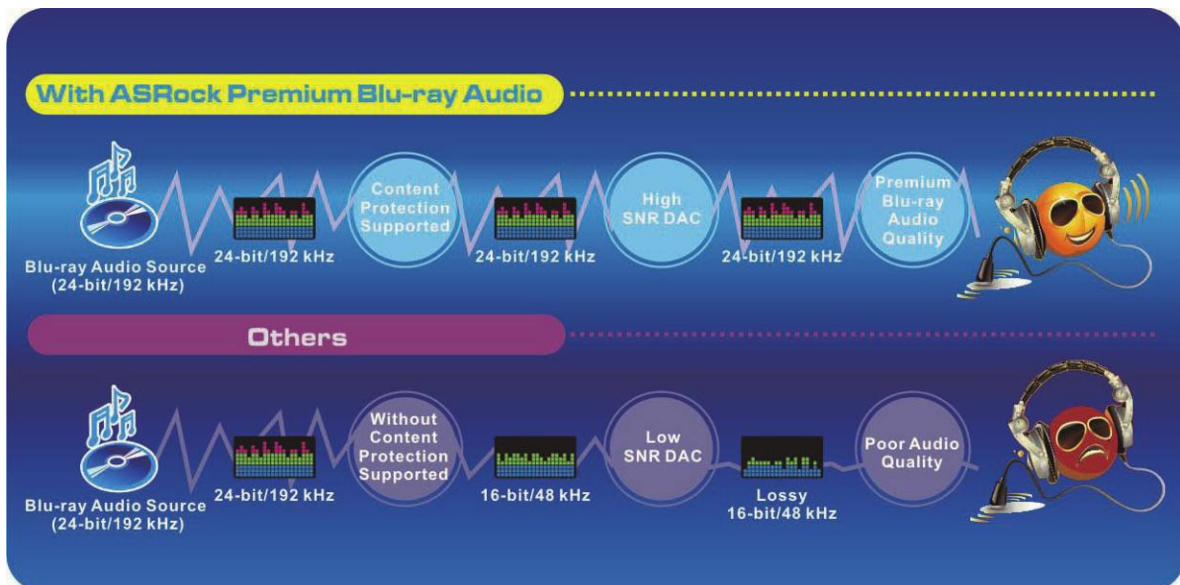 With ASRock Premium Blu-ray Audio
Content
Protection
Supported
High
SNR DAC
Premium
Blu-ray
Audio
Quality
24-bit/192 kHz
24-bit/192 kHz
24-bit/192 kHz
Blu-ray Audio Source
(24-bit/192 kHz)
Others
Without
Content
Protection
Supported
Low
SNR DAC
Poor Audio
Quality
24-bit/192 kHz
16-bit/48 kHz
Lossy
16-bit/48 kHz
Blu-ray Audio Source
(24-bit/192 kHz)